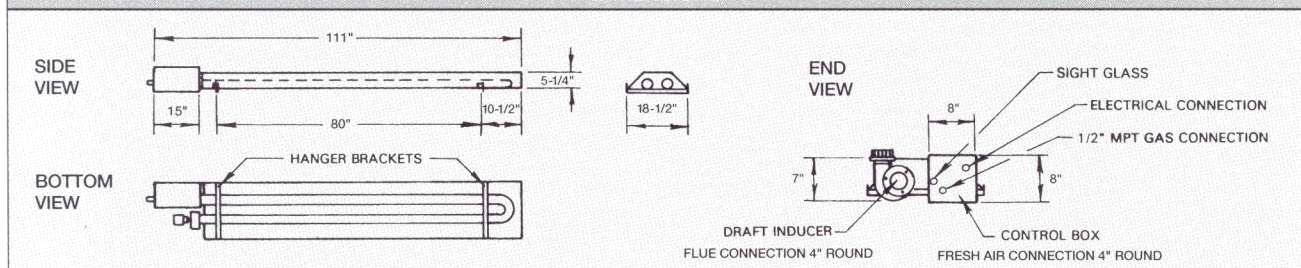 SIDE
VIEW
111"
5-1/4"
15"
80"
10-1/2"
18-1/2"
BOTTOM
VIEW
HANGER BRACKETS
END
VIEW
SIGHT GLASS
8"
ELECTRICAL CONNECTION
1/2" MPT GAS CONNECTION
7"
8"
DRAFT INDUCER
FLUE CONNECTION 4" ROUND
CONTROL BOX
FRESH AIR CONNECTION 4" ROUND